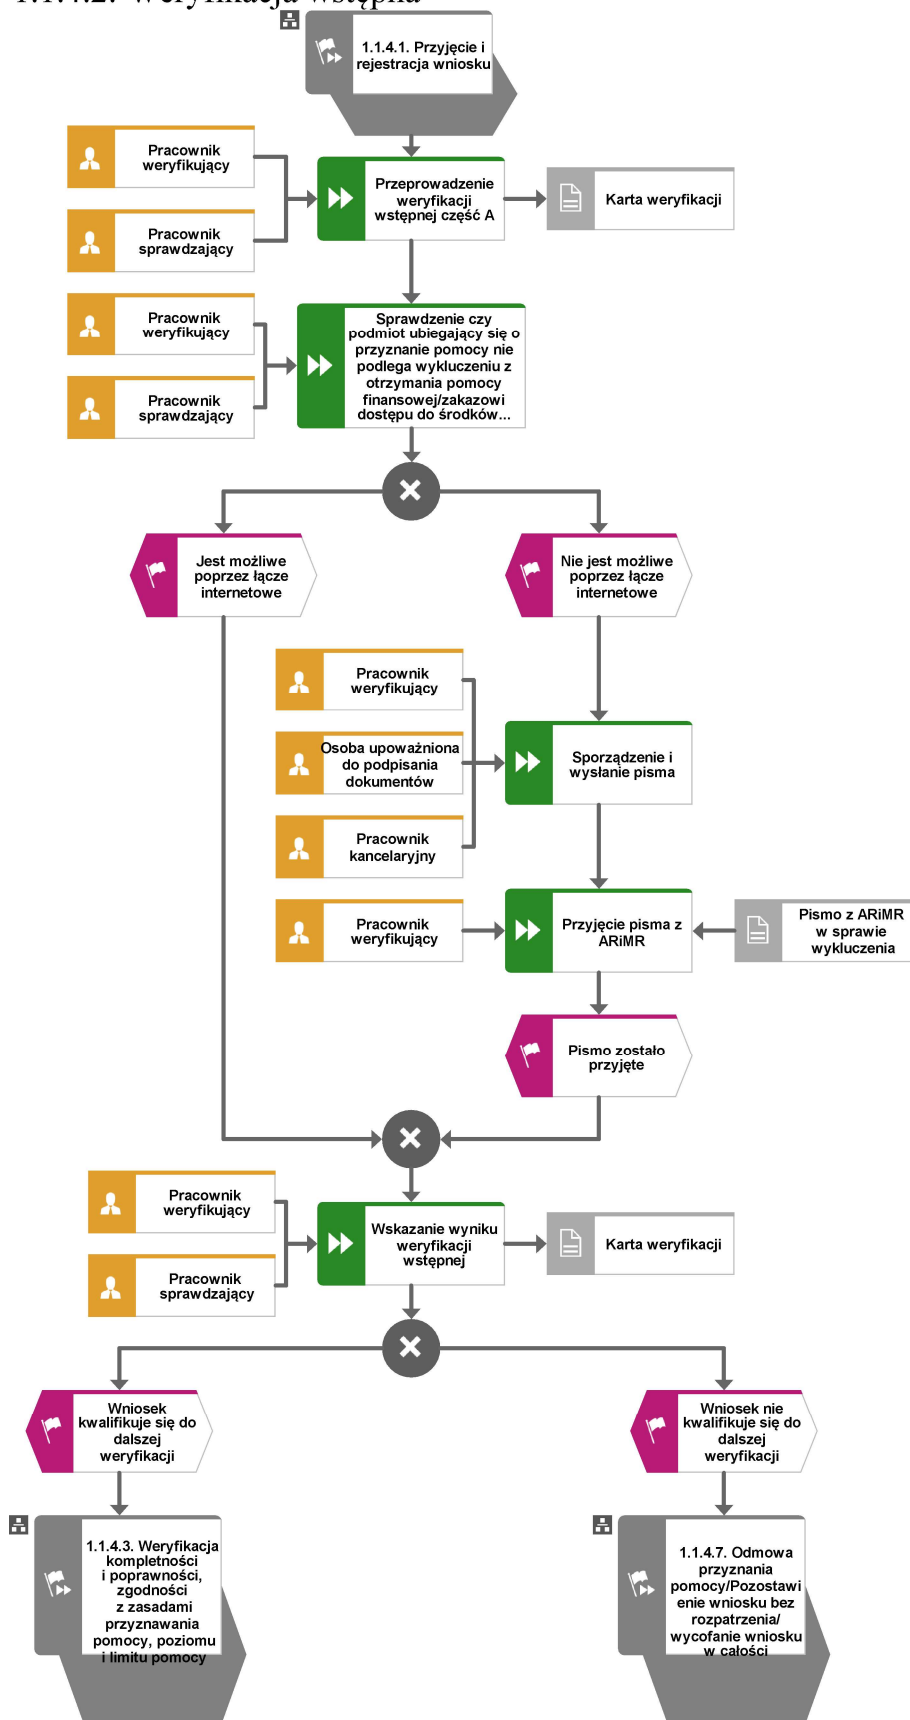 1.1.4.2. Weryfikacja wstępna
1.1.4.1. Przyjęcie i
rejestracja wniosku
Pracownik
weryfikujący
Pracownik
sprawdzający
Przeprowadzenie
weryfikacji
wstępnej część A
Karta weryfikacji
Pracownik
weryfikujący
Pracownik
sprawdzający
Sprawdzenie czy
podmiot ubiegający się o
przyznanie pomocy nie
podlega wykluczeniu z
otrzymania pomocy
finansowej/zakazowi
dostępu do środków...
Jest możliwe
poprzez łącze
internetowe
Nie jest możliwe
poprzez łącze
internetowe
Pracownik
weryfikujący
Osoba upoważniona
do podpisania
dokumentów
Pracownik
kancelaryjny
Sporządzenie i
wysłanie pisma
Pracownik
weryfikujący
Przyjęcie pisma z
ARiMR
Pismo z ARiMR
w sprawie
wykluczenia
Pismo zostało
przyjęte
Pracownik
weryfikujący
Pracownik
sprawdzający
Wskazanie wyniku
weryfikacji
wstępnej
Karta weryfikacji
Wniosek
kwalifikuje się do
dalszej
weryfikacji
Wniosek nie
kwalifikuje się do
dalszej
weryfikacji
1.1.4.3. Weryfikacja
kompletności
i poprawności,
zgodności
z zasadami
przyznawania
pomocy, poziomu
i limitu pomocy
1.1.4.7. Odmowa
przyznania
pomocy/Pozostawi
enie wniosku bez
rozpatrzenia/
wycofanie wniosku
w całości